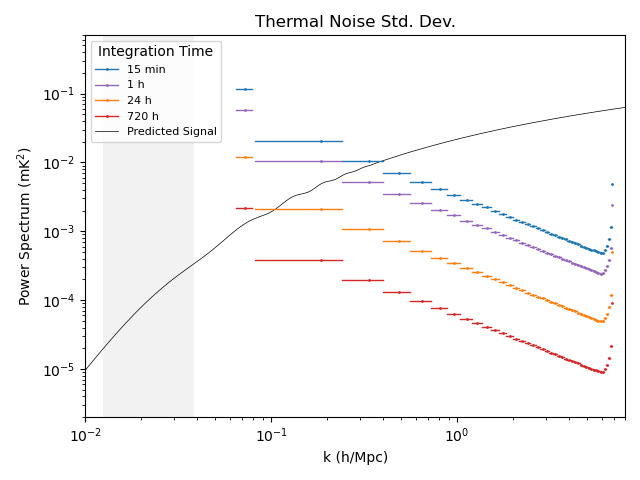 Thermal Noise Std. Dev.
Integration Time
15 min
1 h
24 h
720 h
Predicted Signal
Power Spectrum (mK²)
10⁻¹
10⁻²
10⁻³
10⁻⁴
10⁻⁵
10⁻² 10⁻¹ 10⁰
k (h/Mpc)